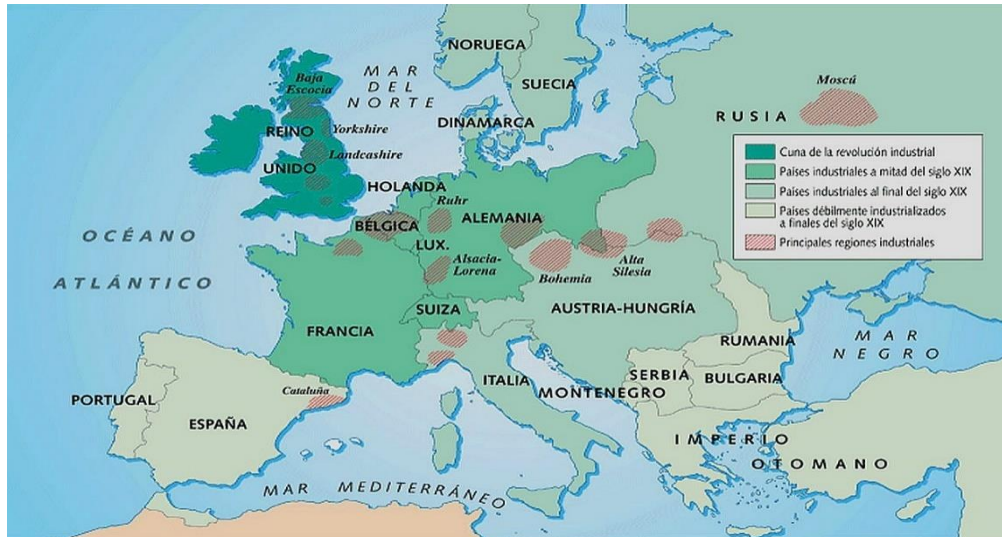 NORUEGA
SUECIA
MAR
DEL
NORTE
Baja
Escocia
Moscú
RUSIA
DINAMARCA
REINO
UNIDO
Yorkshire
Landcashire
HOLANDA
Ruhr
ALEMANIA
BÉLGICA
LUX.
Alsacia-
Lorena
Bohemia
Alta
Silesia
OCÉANO
ATLÁNTICO
FRANCIA
SUIZA
AUSTRIA-HUNGRÍA
ITALIA
MONTENEGRO
SERBIA
RUMANIA
BULGARIA
MAR
NEGRO
PORTUGAL
ESPAÑA
Cataluña
IMPERIO
OTOMANO
MAR MEDITERRÁNEO
Cuna de la revolución industrial
Países industriales a mitad del siglo XIX
Países industriales al final del siglo XIX
Países débilmente industrializados
a finales del siglo XIX
Principales regiones industriales